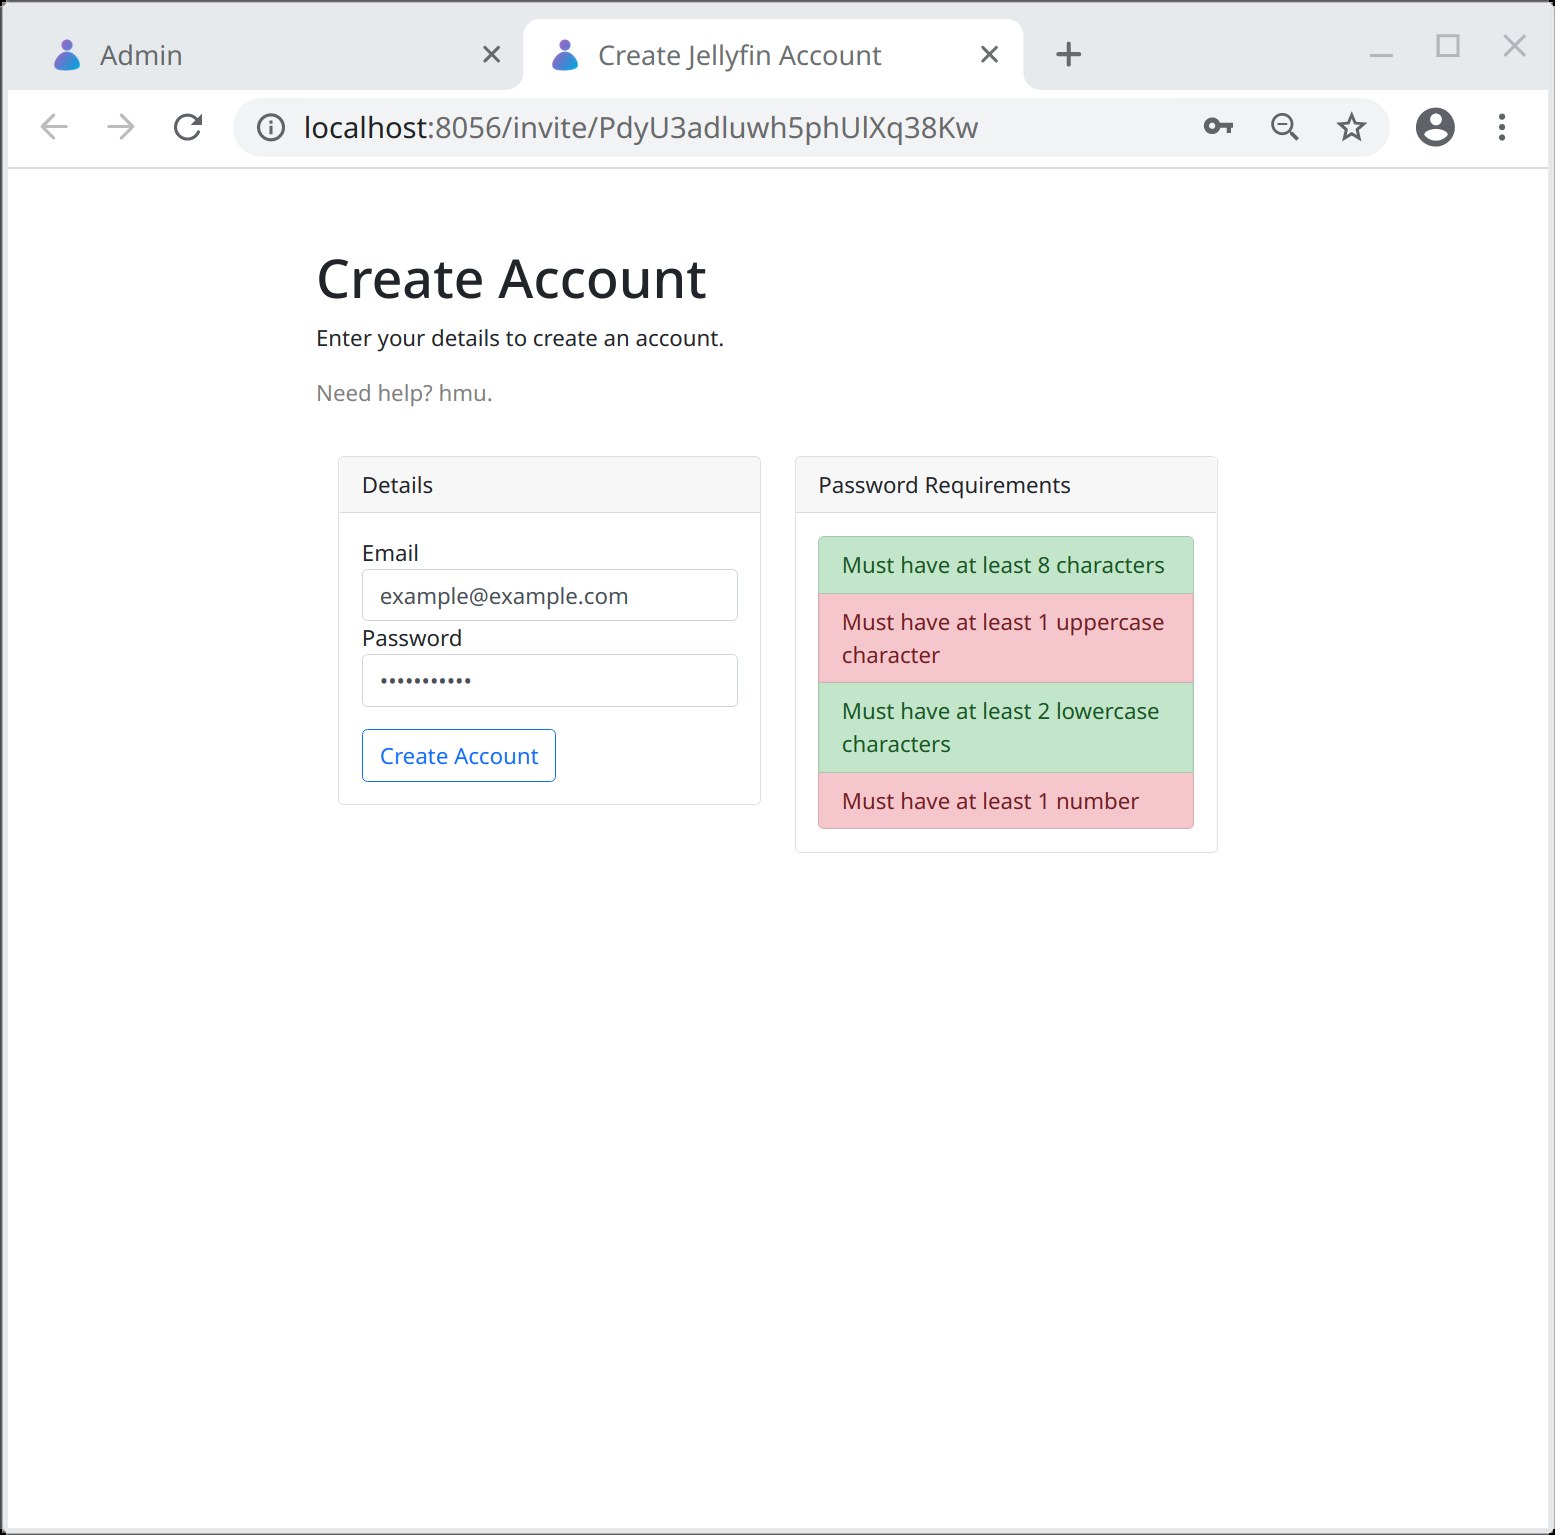 Admin
Create Jellyfin Account
localhost:8056/invite/PdyU3adluwh5phUlXq38Kw
Create Account
Enter your details to create an account.
Need help? hmu.
Details
Email
example@example.com
Password
•••••••••••
Create Account
Password Requirements
Must have at least 8 characters
Must have at least 1 uppercase
character
Must have at least 2 lowercase
characters
Must have at least 1 number